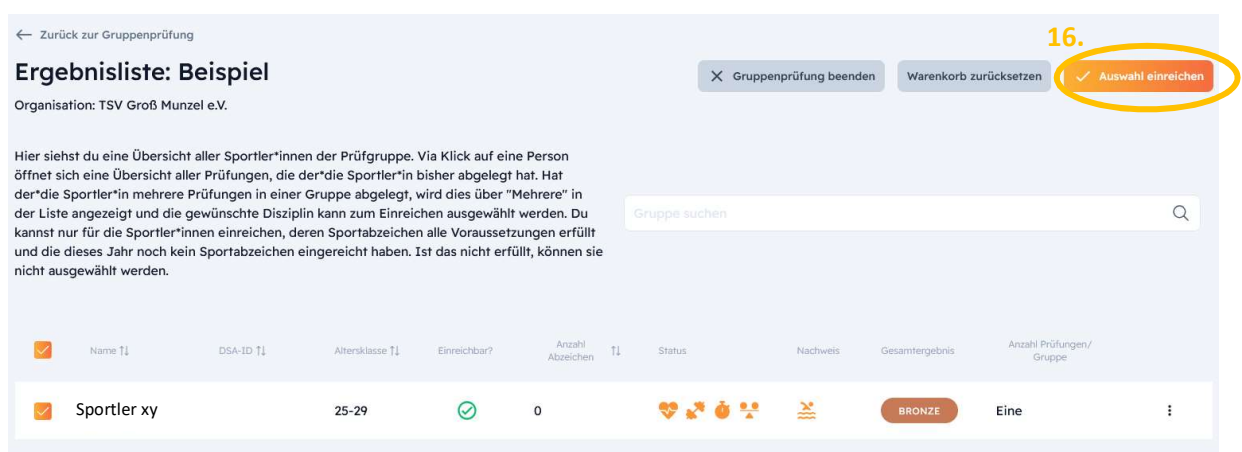 ← Zurück zur Gruppenprüfung
16.
Ergebnisliste: Beispiel
Gruppenprüfung beenden
Warenkorb zurücksetzen
Auswahl einreichen
Organisation: TSV Groß Munzel e.V.
Hier siehst du eine Übersicht aller Sportler*innen der Prüfgruppe. Via Klick auf eine Person
öffnet sich eine Übersicht aller Prüfungen, die der*die Sportler*in bisher abgelegt hat. Hat
der*die Sportler*in mehrere Prüfungen in einer Gruppe abgelegt, wird dies über "Mehrere" in
der Liste angezeigt und die gewünschte Disziplin kann zum Einreichen ausgewählt werden. Du
kannst nur für die Sportler*innen einreichen, deren Sportabzeichen alle Voraussetzungen erfüllt
und die dieses Jahr noch kein Sportabzeichen eingereicht haben. Ist das nicht erfüllt, können sie
nicht ausgewählt werden.
Gruppe suchen
Name ↑↓
DSA-ID ↑↓
Altersklasse ↑↓
Einreichbar?
Anzahl
Abzeichen ↑↓
Status
Nachweis
Gesamtergebnis
Anzahl Prüfungen/
Gruppe
Sportler xy
25-29
0
BRONZE
Eine